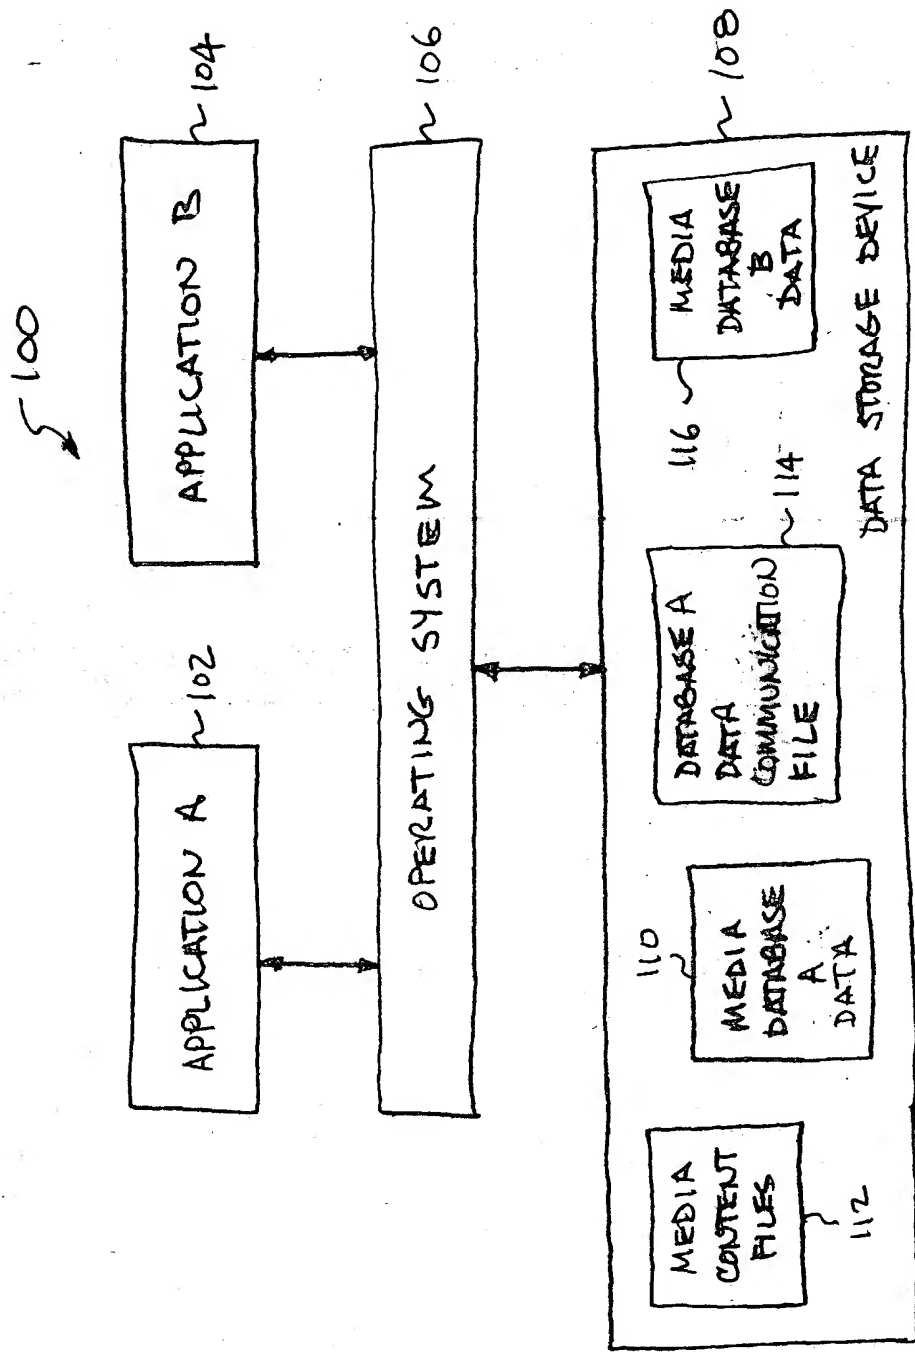 100
APPLICATION A
102
APPLICATION B
104
OPERATING SYSTEM
106
108
MEDIA
CONTENT
FILES
112
110
MEDIA
DATABASE
A
DATA
DATABASE A
DATA
COMMUNICATION
FILE
114
116
MEDIA
DATABASE
B
DATA
DATA STORAGE DEVICE